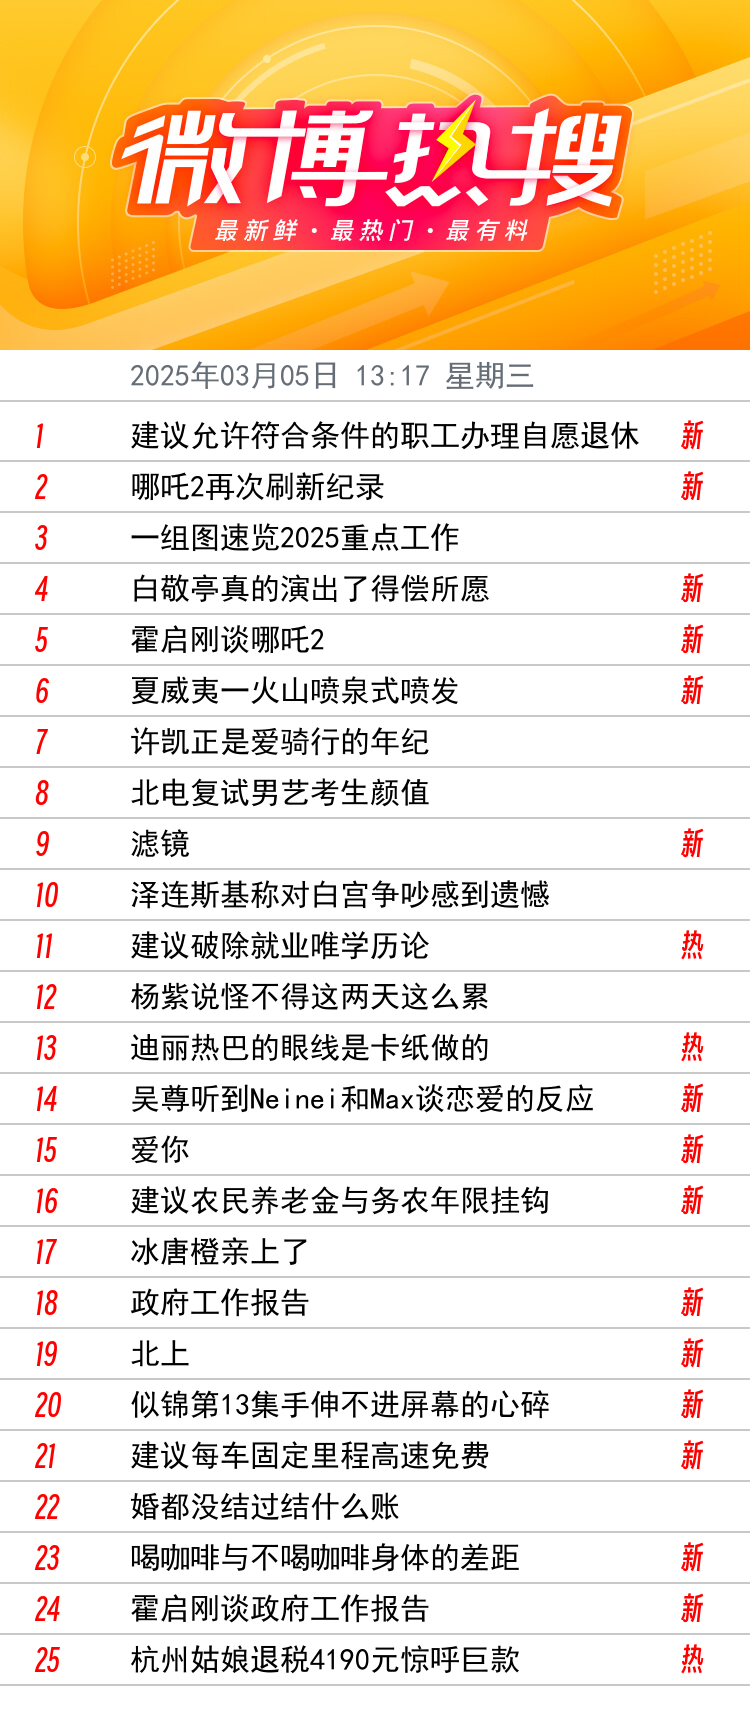 微博热搜
最新鲜·最热门·最有料
2025年03月05日 13:17 星期三
1 建议允许符合条件的职工办理自愿退休 新
2 哪吒2再次刷新纪录 新
3 一组图速览2025重点工作
4 白敬亭真的演出了得偿所愿 新
5 霍启刚谈哪吒2 新
6 夏威夷一火山喷泉式喷发 新
7 许凯正是爱骑行的年纪
8 北电复试男艺考生颜值
9 滤镜 新
10 泽连斯基称对白宫争吵感到遗憾
11 建议破除就业唯学历论 热
12 杨紫说怪不得这两天这么累
13 迪丽热巴的眼线是卡纸做的 热
14 吴尊听到Neinei和Max谈恋爱的反应 新
15 爱你 新
16 建议农民养老金与务农年限挂钩 新
17 冰唐橙亲上了
18 政府工作报告 新
19 北上 新
20 似锦第13集手伸不进屏幕的心碎 新
21 建议每车固定里程高速免费 新
22 婚都没结过结什么账
23 喝咖啡与不喝咖啡身体的差距 新
24 霍启刚谈政府工作报告 新
25 杭州姑娘退税4190元惊呼巨款 热